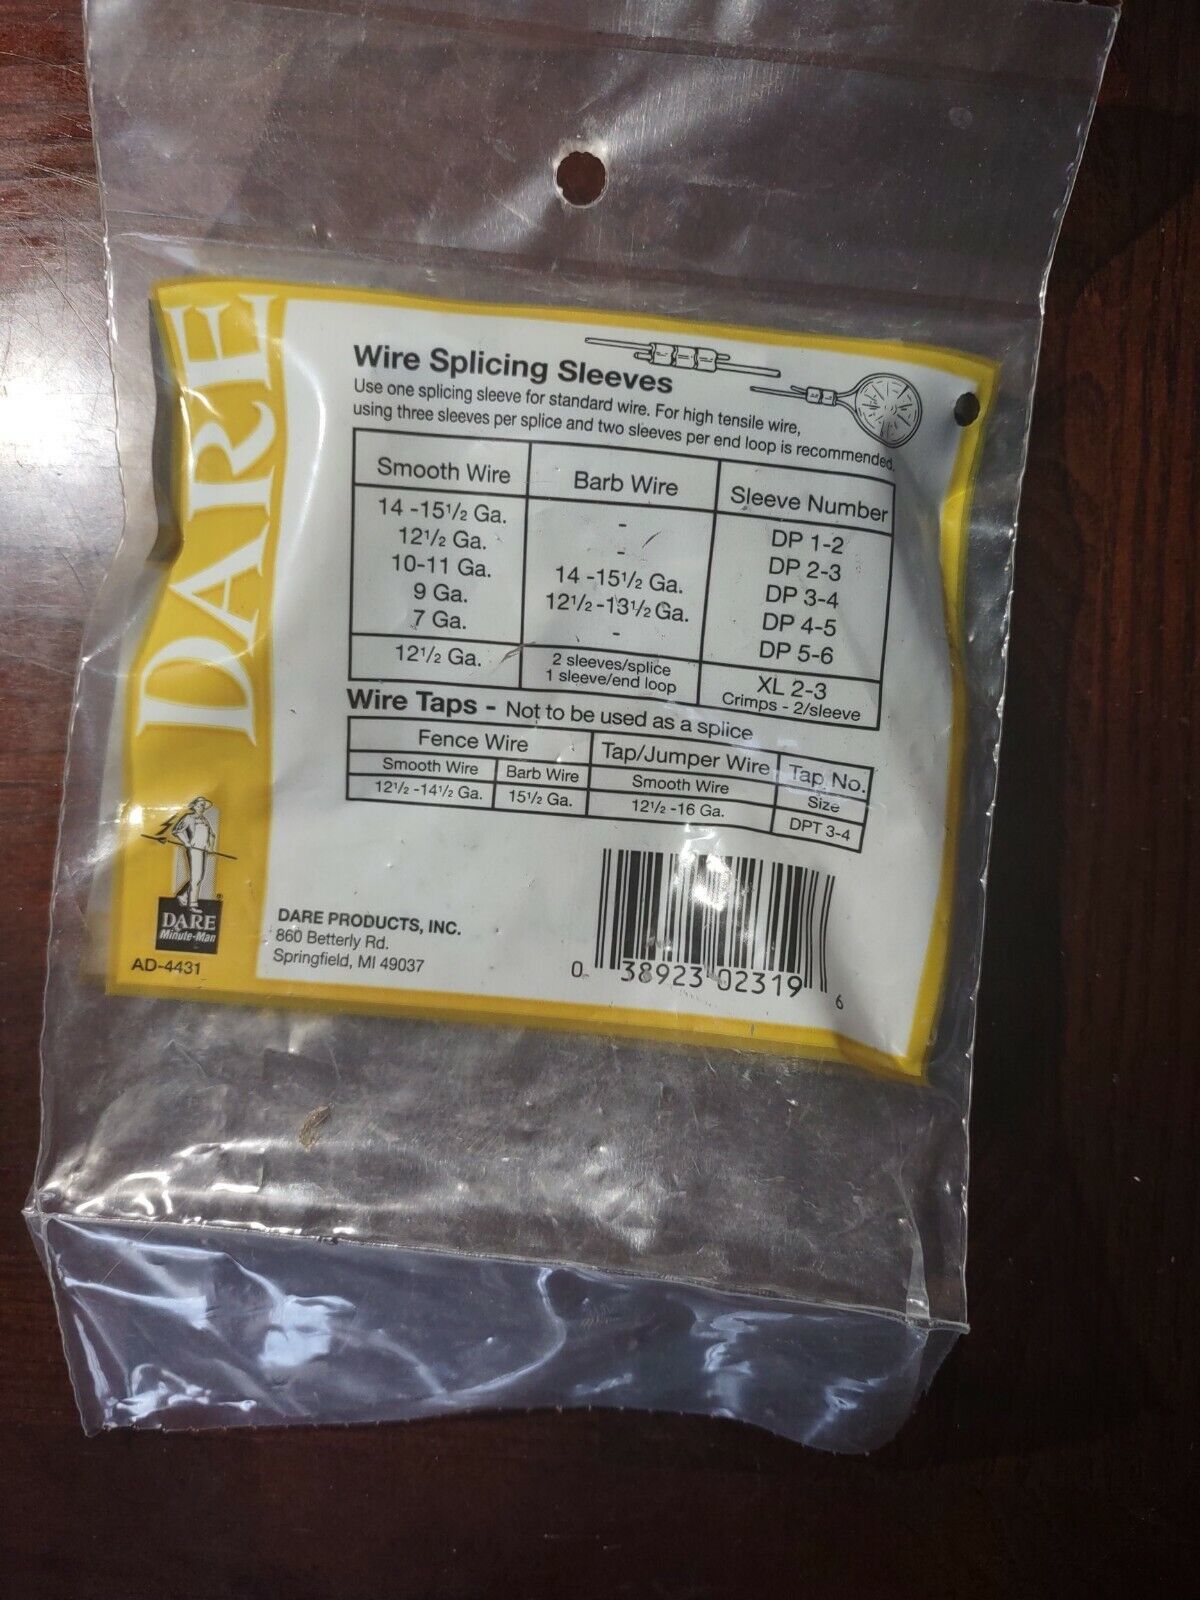 DARE
Wire Splicing Sleeves
Use one splicing sleeve for standard wire. For high tensile wire,
using three sleeves per splice and two sleeves per end loop is recommended.
Smooth Wire Barb Wire Sleeve Number
14 -15½ Ga. - DP 1-2
12½ Ga. - DP 2-3
10-11 Ga. 14 -15½ Ga. DP 3-4
9 Ga. 12½ -13½ Ga. DP 4-5
7 Ga. - DP 5-6
12½ Ga. 2 sleeves/splice XL 2-3
1 sleeve/end loop Crimps - 2/sleeve
Wire Taps - Not to be used as a splice
Fence Wire Tap/Jumper Wire Tap No.
Smooth Wire Barb Wire Smooth Wire Size
12½ -14½ Ga. 15½ Ga. 12½ -16 Ga. DPT 3-4
DARE
Minute-Man
®
AD-4431
DARE PRODUCTS, INC.
860 Betterly Rd.
Springfield, MI 49037
0 38923 02319 6